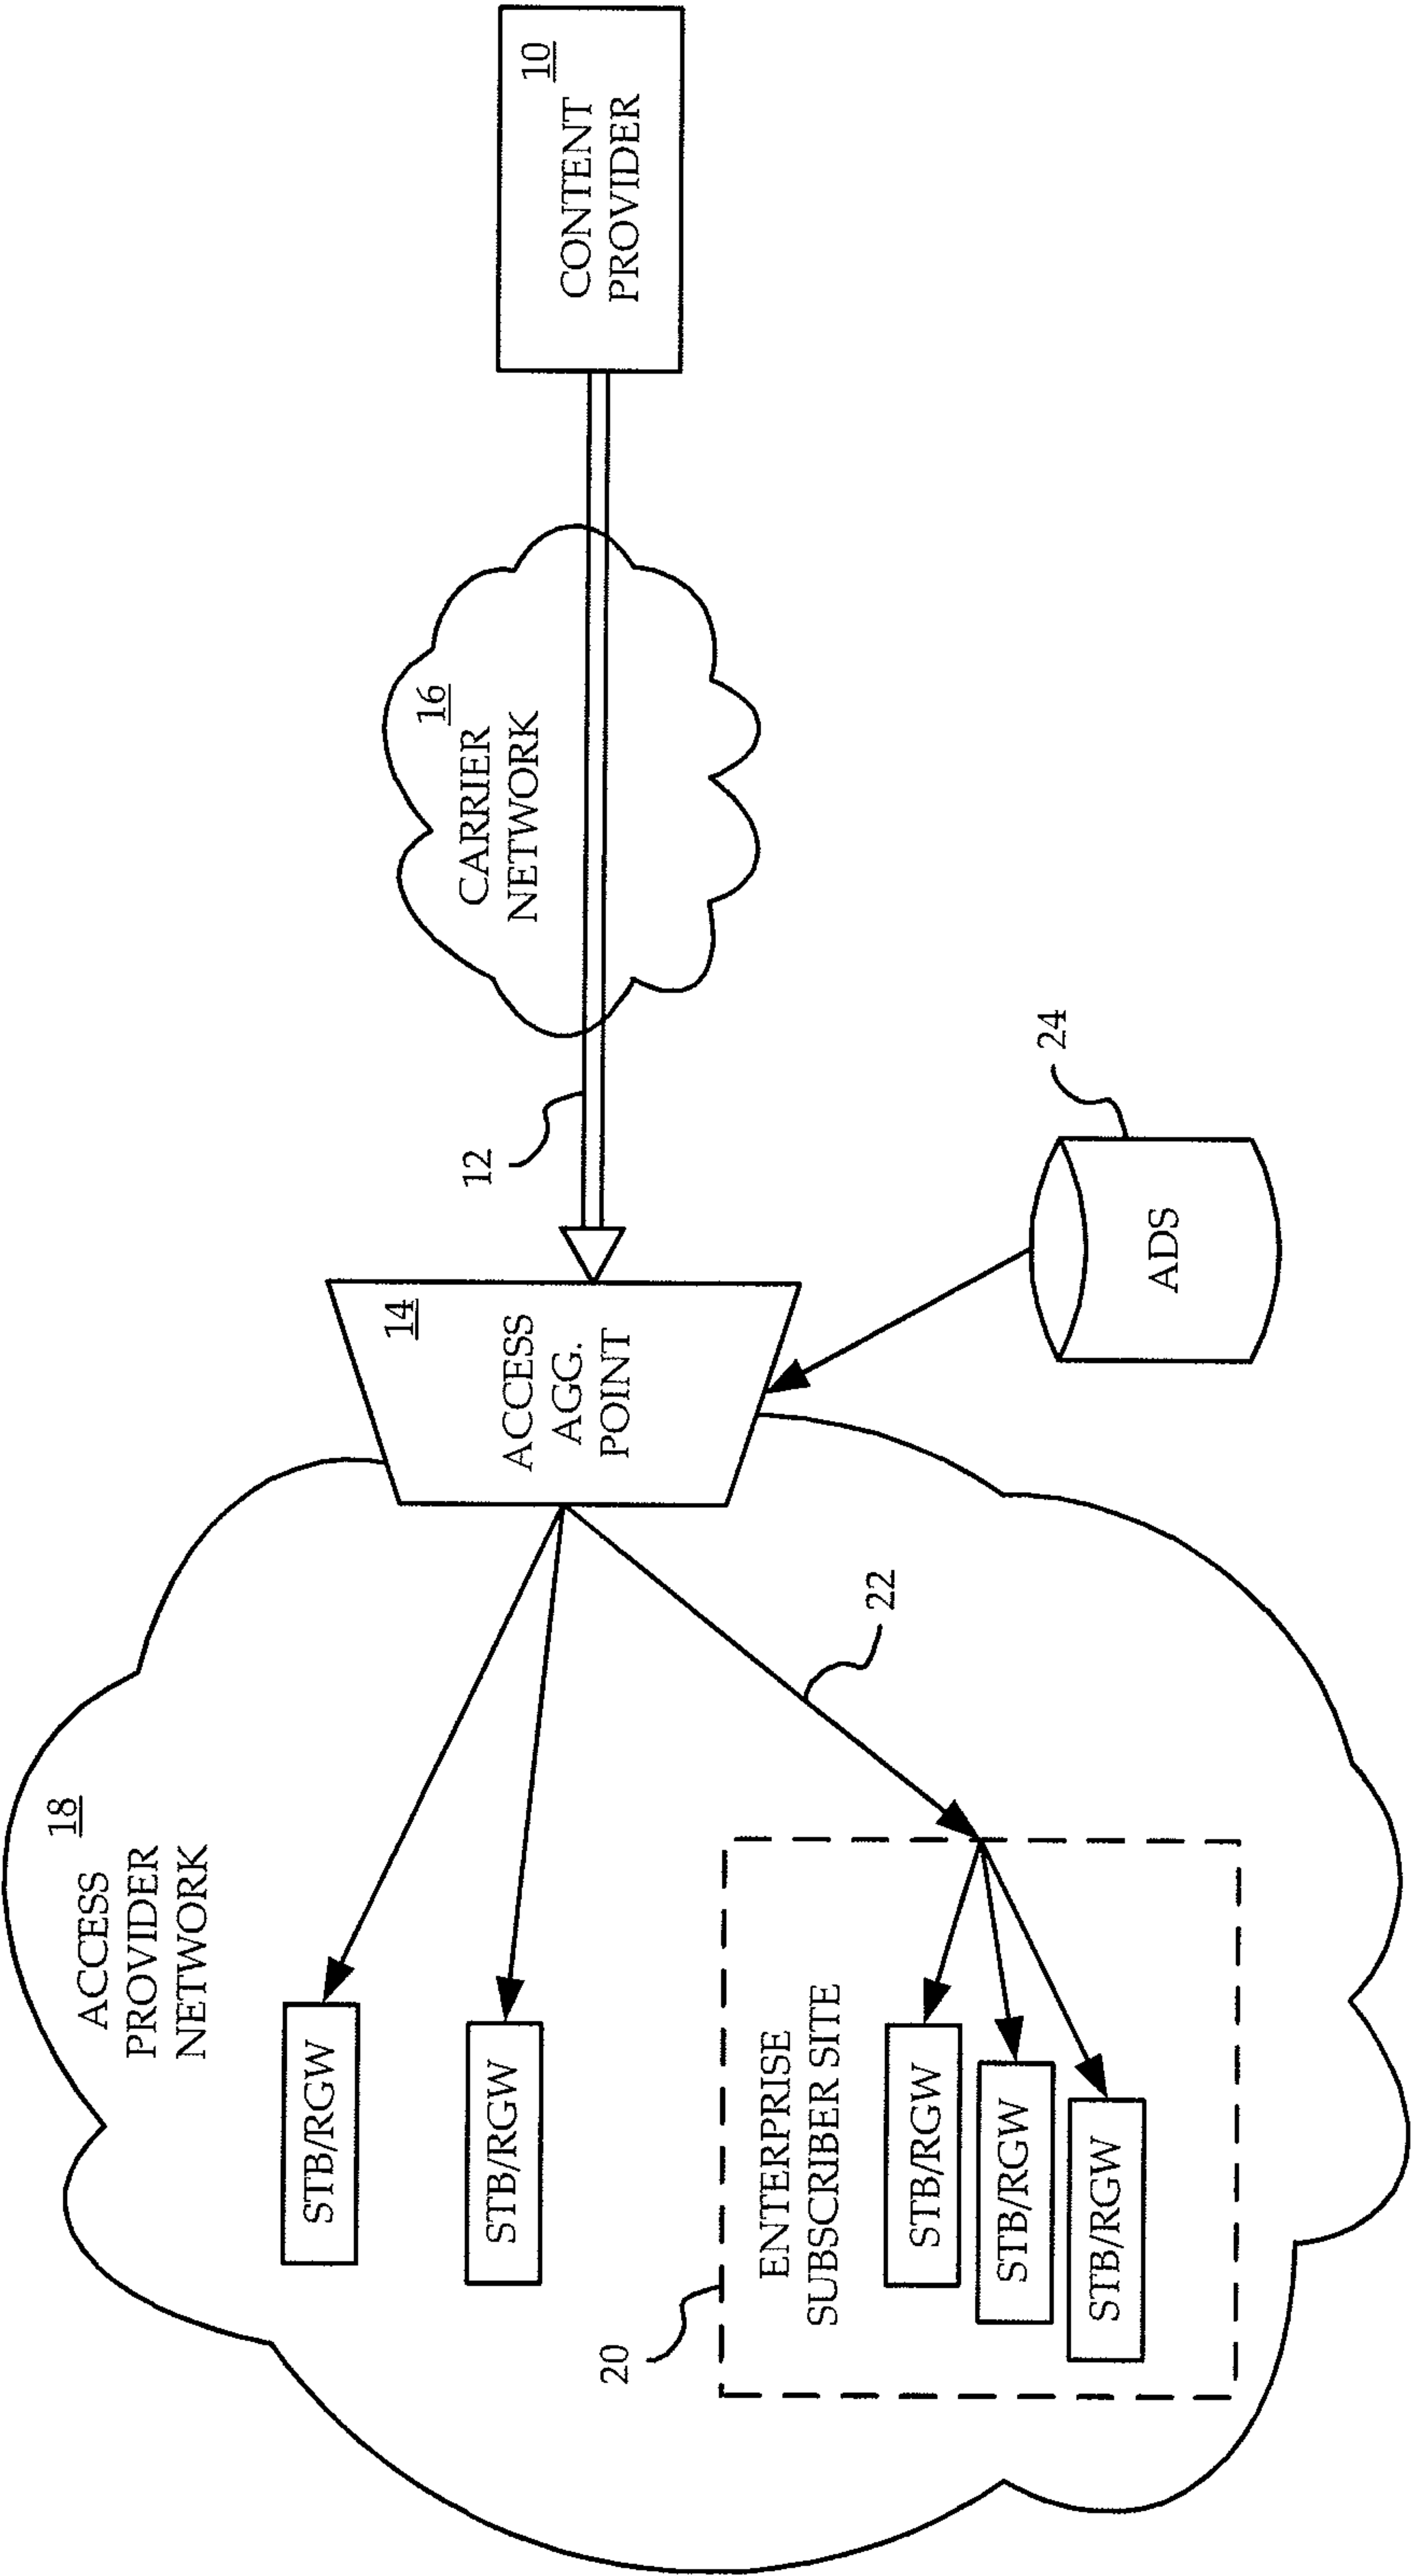 18
ACCESS
PROVIDER
NETWORK
STB/RGW
STB/RGW
20
ENTERPRISE
SUBSCRIBER SITE
STB/RGW
STB/RGW
STB/RGW
22
14
ACCESS
AGG.
POINT
12
24
ADS
16
CARRIER
NETWORK
10
CONTENT
PROVIDER